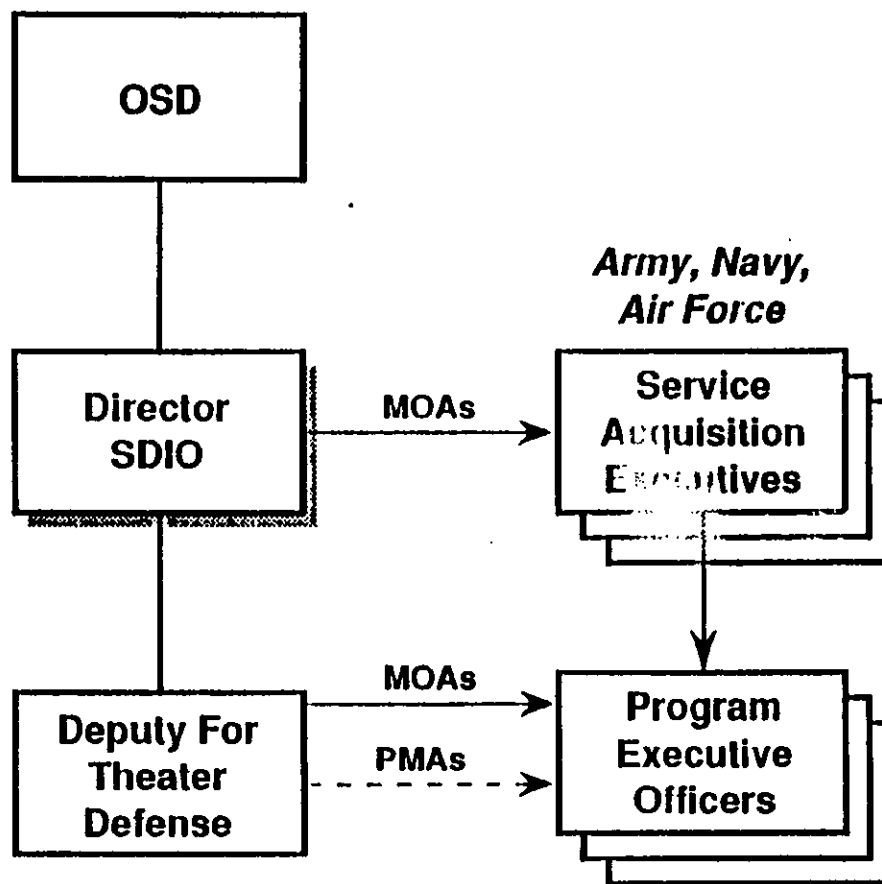 OSD
Army, Navy,
Air Force
Director
SDIO
MOAs
Service
Acquisition
Executives
Deputy For
Theater
Defense
MOAs
PMAs
Program
Executive
Officers